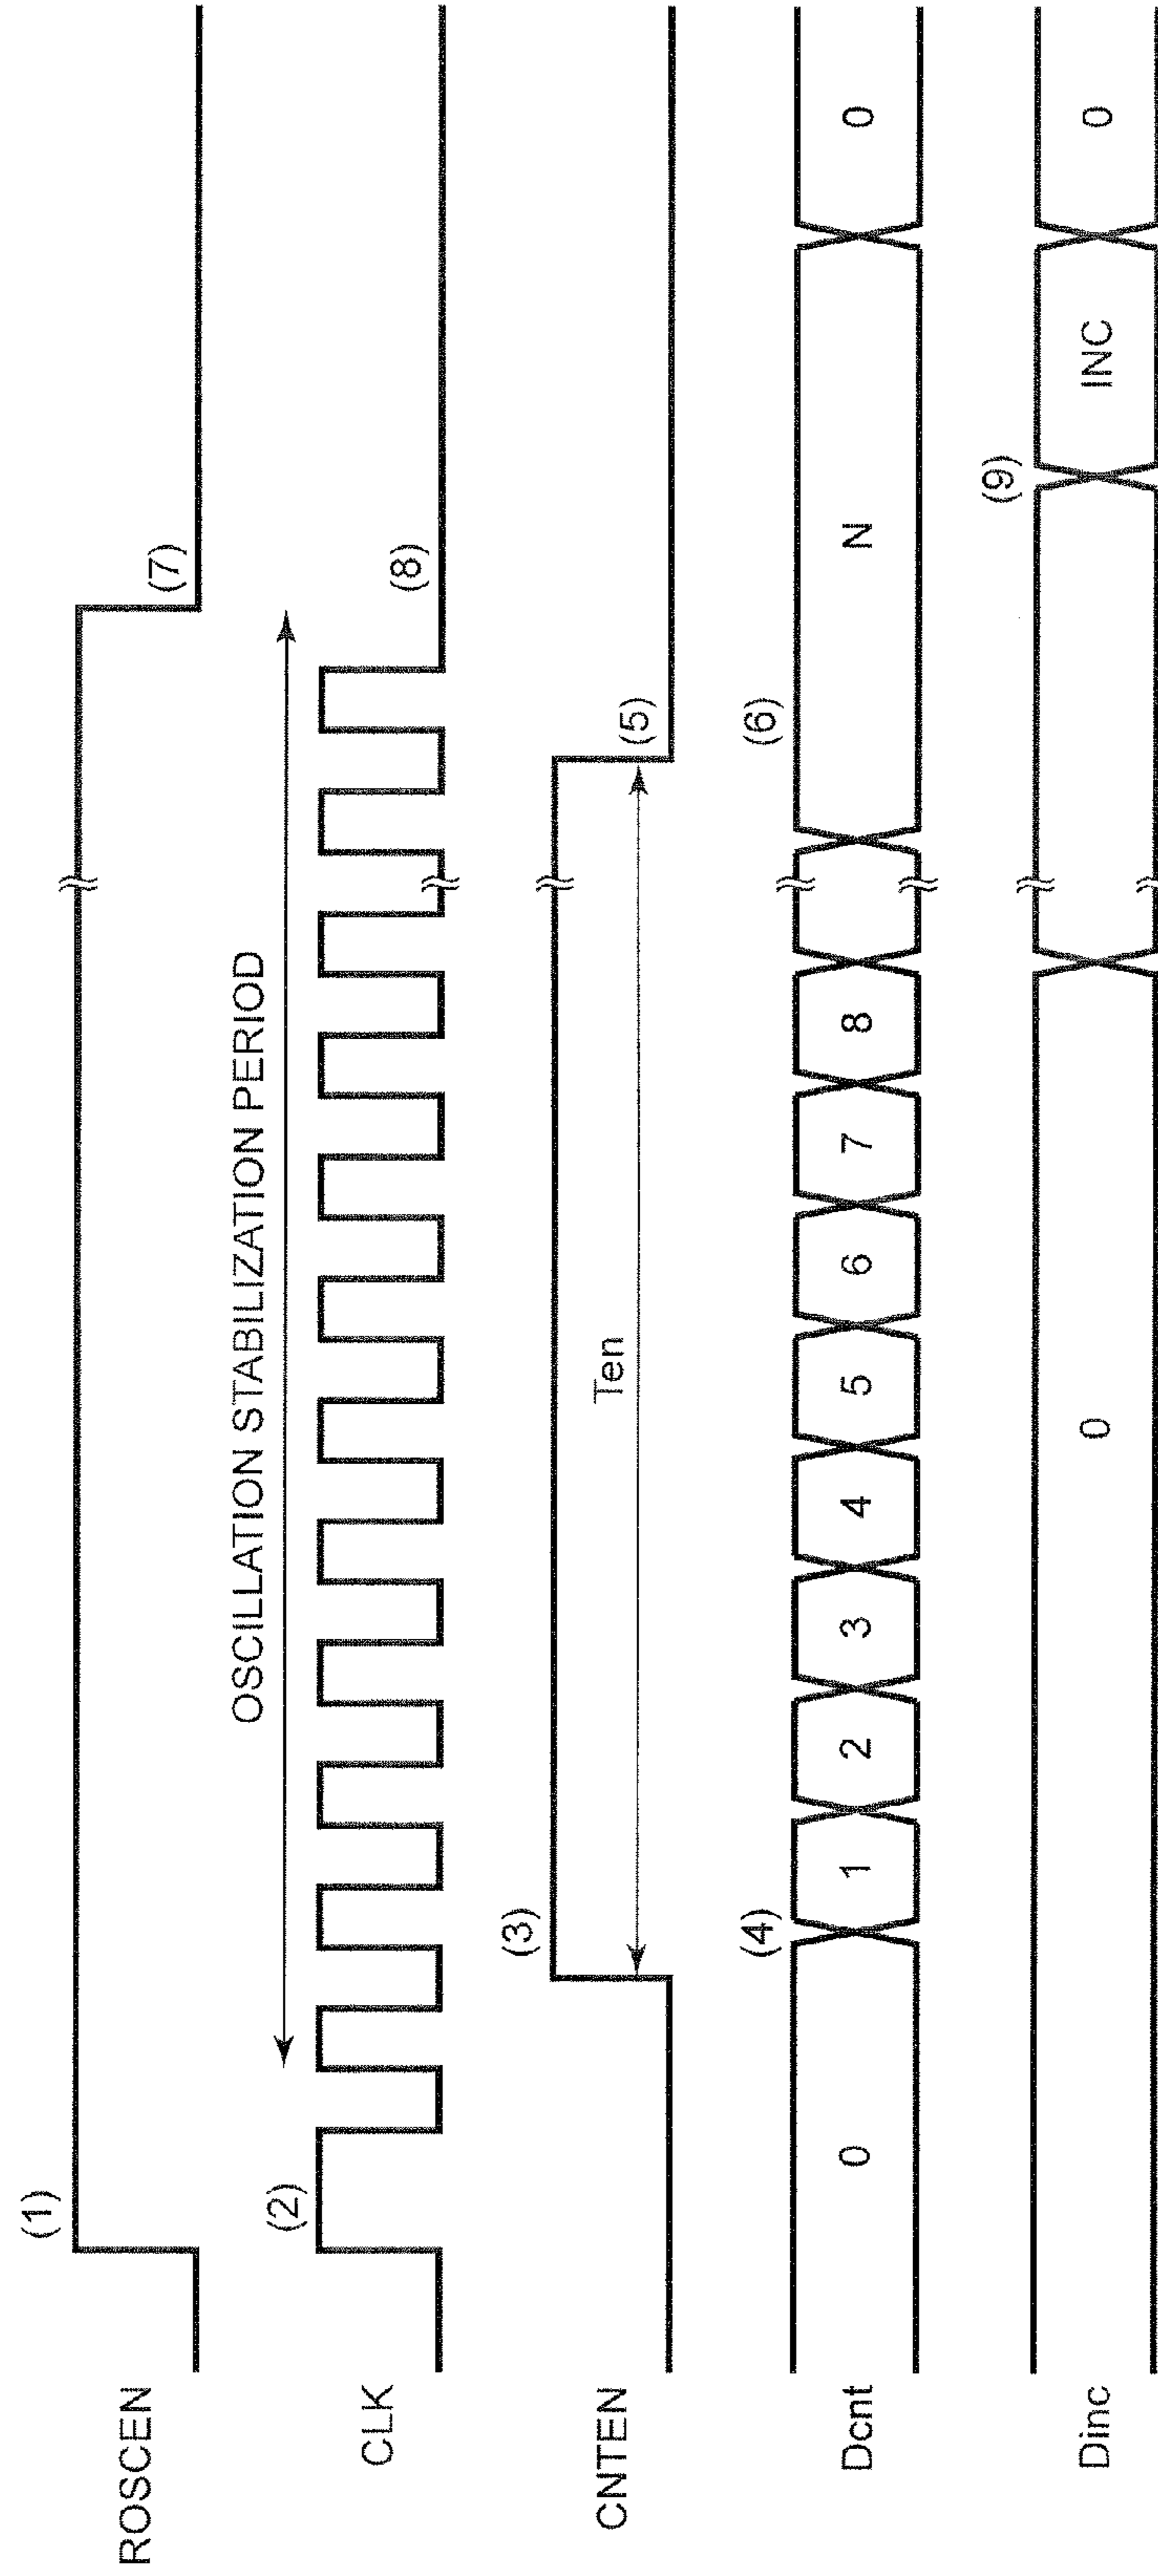 ROSCEN
(1)
(7)
OSCILLATION STABILIZATION PERIOD
CLK
(2)
(8)
CNTEN
(3)
Ten
(5)
Dcnt
0
(4)
1
2
3
4
5
6
7
8
(6)
N
0
Dinc
0
(9)
INC
0